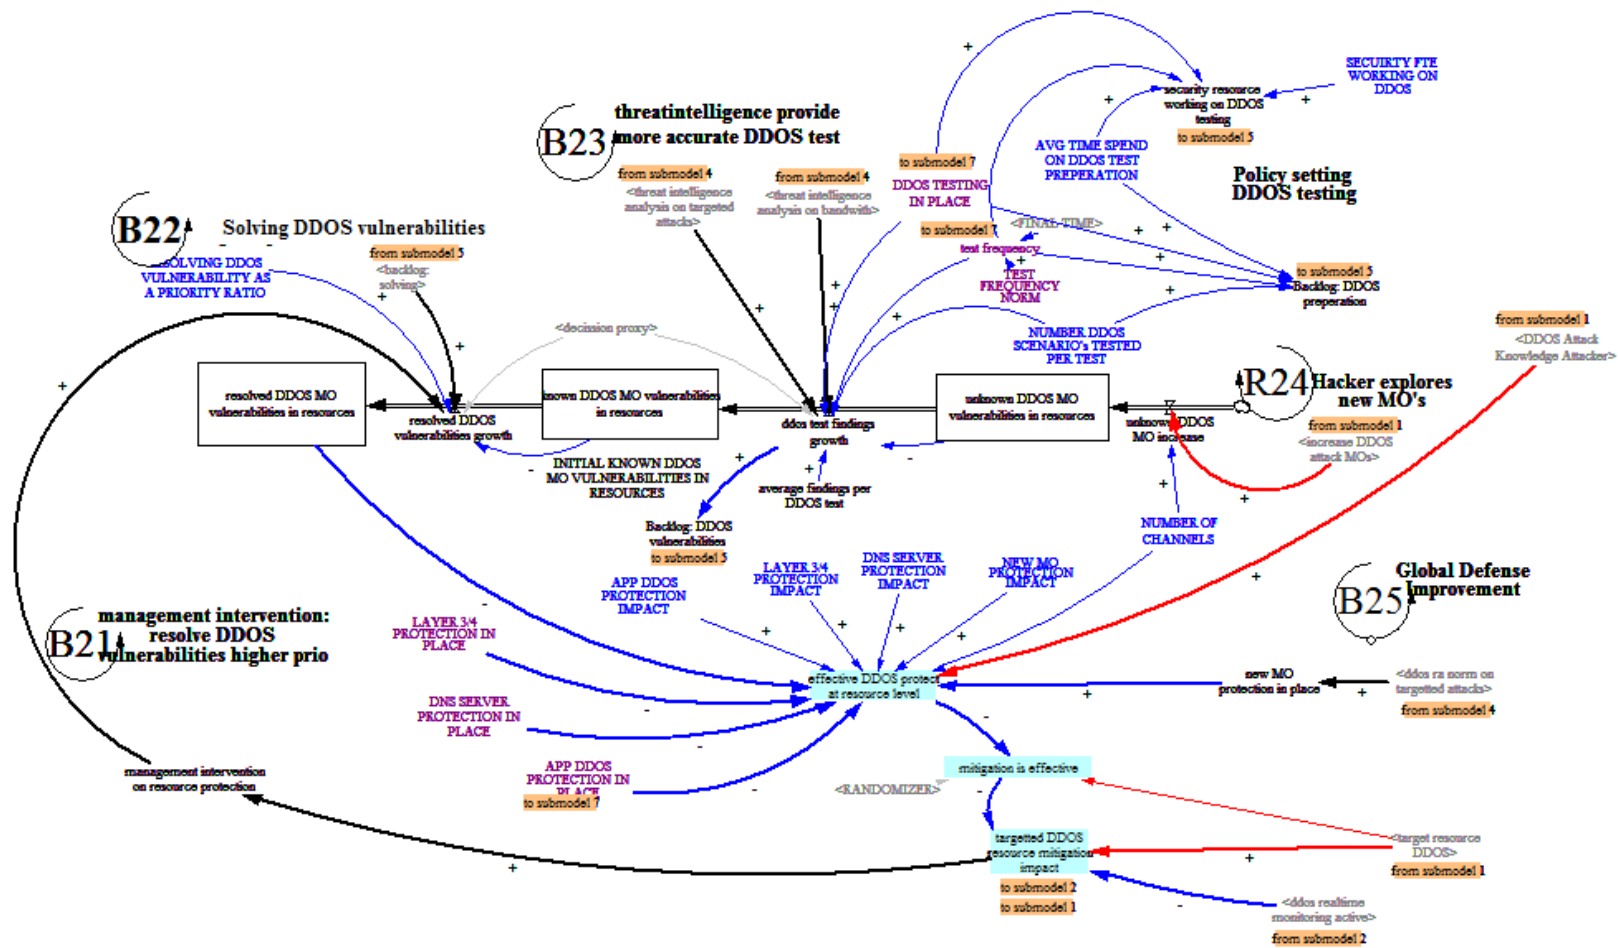 SECUIRTY FTE
WORKING ON
DDOS
security resource
working on DDOS
testing
to submodel 5
threatintelligence provide
more accurate DDOS test
B23
AVG TIME SPEND
ON DDOS TEST
PREPERATION
to submodel 7
DDOS TESTING
IN PLACE
Policy setting
DDOS testing
from submodel 4
<threat intelligence
analysis on targeted
attacks>
from submodel 4
<threat intelligence
analysis on bandwith>
B22
Solving DDOS vulnerabilities
to submodel 7
<FINAL TIME>
test frequency
TEST
FREQUENCY
NORM
from submodel 5
<backlog:
solving>
SOLVING DDOS
VULNERABILITY AS
A PRIORITY RATIO
to submodel 5
Backlog: DDOS
preperation
NUMBER DDOS
SCENARIO's TESTED
PER TEST
<decission proxy>
from submodel 1
<DDOS Attack
Knowledge Attacker>
resolved DDOS MO
vulnerabilities in resources
resolved DDOS
vulnerabilities growth
known DDOS MO vulnerabilities
in resources
ddos test findings
growth
unknown DDOS MO
vulnerabilities in resources
unknown DDOS
MO increase
R24
Hacker explores
new MO's
from submodel 1
<increase DDOS
attack MOs>
INITIAL KNOWN DDOS
MO VULNERABILITIES IN
RESOURCES
average findings per
DDOS test
Backlog: DDOS
vulnerabilities
to submodel 5
NUMBER OF
CHANNELS
APP DDOS
PROTECTION
IMPACT
LAYER 3/4
PROTECTION
IMPACT
DNS SERVER
PROTECTION
IMPACT
NEW MO
PROTECTION
IMPACT
B25
Global Defense
Improvement
B21
management intervention:
resolve DDOS
vulnerabilities higher prio
LAYER 3/4
PROTECTION IN
PLACE
effective DDOS protect
at resource level
new MO
protection in place
<ddos ra norm on
targetted attacks>
from submodel 4
DNS SERVER
PROTECTION IN
PLACE
APP DDOS
PROTECTION IN
PLACE
to submodel 7
mitigation is effective
<RANDOMIZER>
management intervention
on resource protection
targetted DDOS
resource mitigation
impact
to submodel 2
to submodel 1
<target resource
DDOS>
from submodel 1
<ddos realtime
monitoring active>
from submodel 2